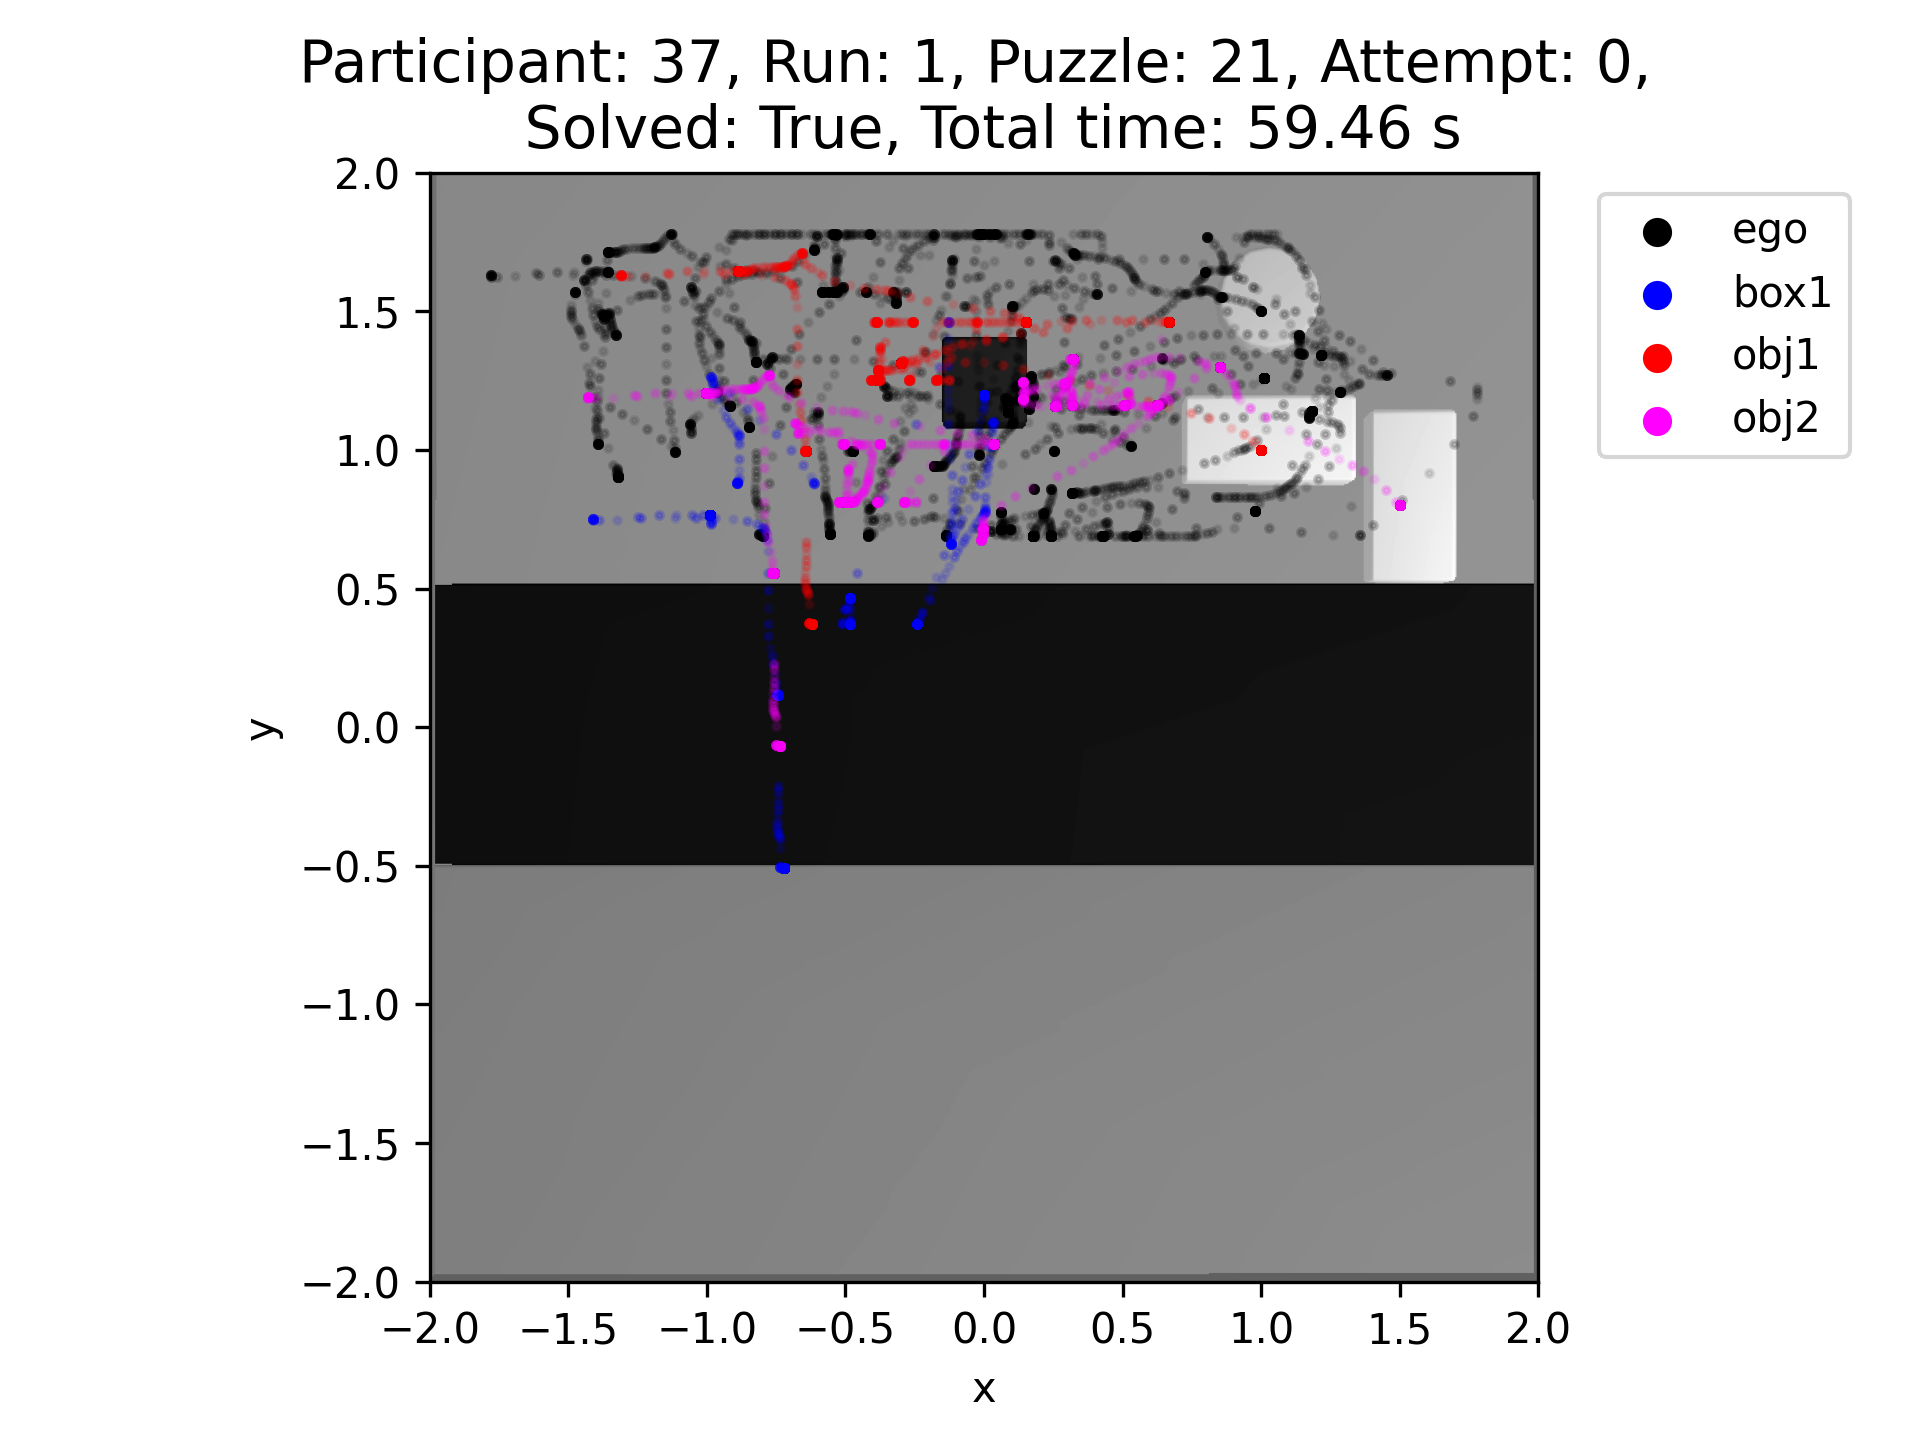 Participant: 37, Run: 1, Puzzle: 21, Attempt: 0,
Solved: True, Total time: 59.46 s
2.0
1.5
1.0
0.5
0.0
−0.5
−1.0
−1.5
−2.0
y
−2.0 −1.5 −1.0 −0.5 0.0 0.5 1.0 1.5 2.0
x
ego
box1
obj1
obj2